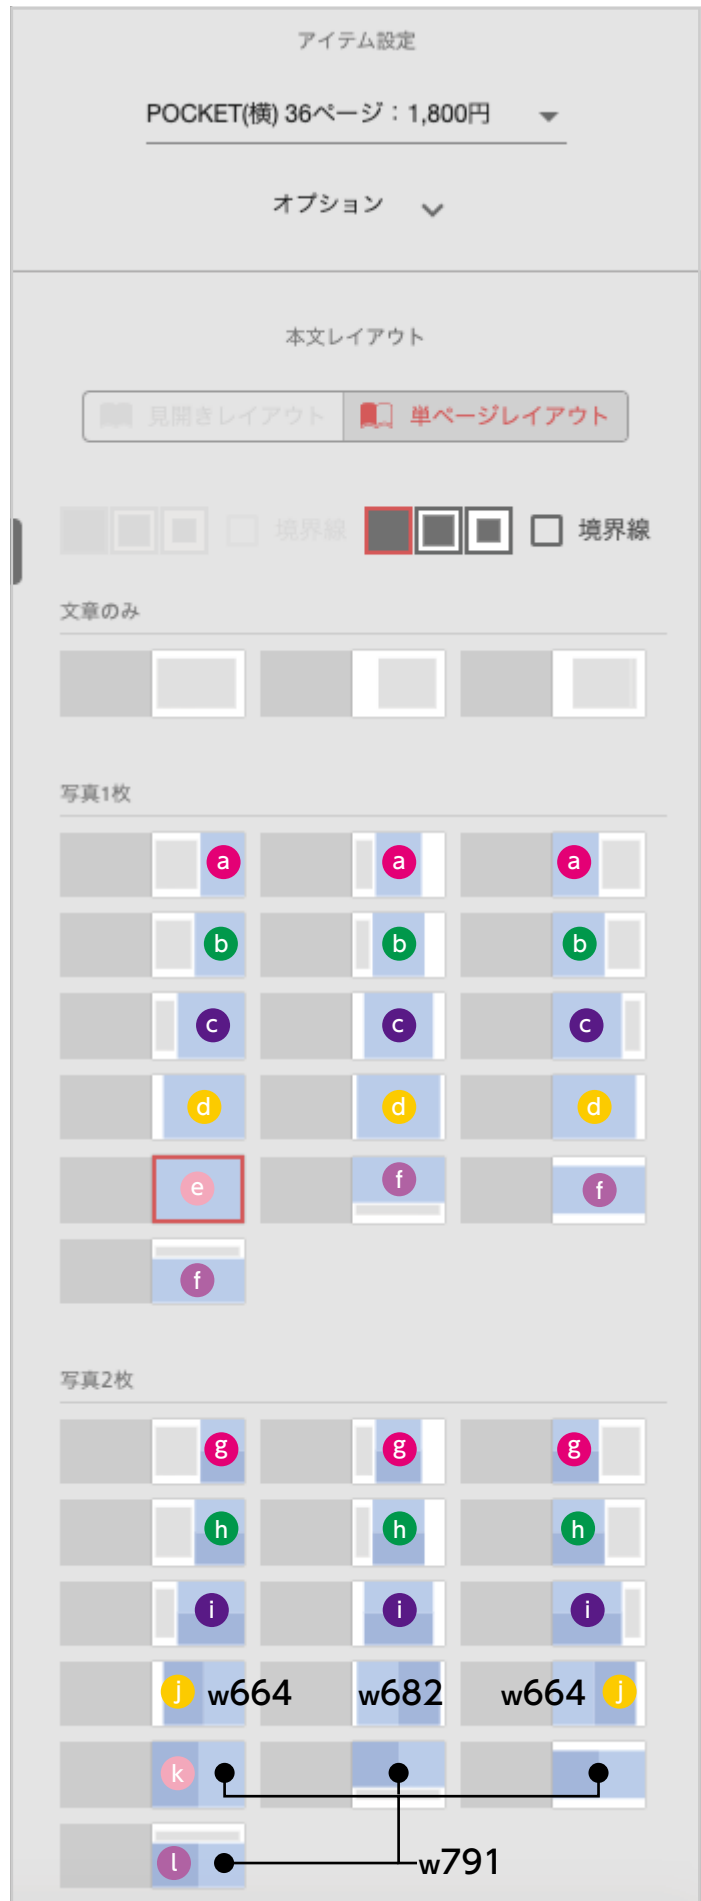 アイテム設定
POCKET(横) 36ページ：1,800円
オプション
本文レイアウト
見開きレイアウト 単ページレイアウト
境界線 境界線
文章のみ
写真1枚
a a a
b b b
c c c
d d d
e f f
f
写真2枚
g g g
h h h
i i i
j w664 w682 w664 j
k
l w791